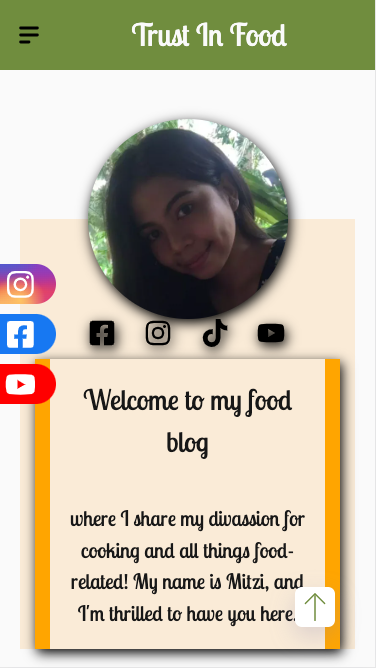 Trust In Food
Welcome to my food
blog
where I share my divassion for
cooking and all things food-
related! My name is Mitzi, and
I'm thrilled to have you here.